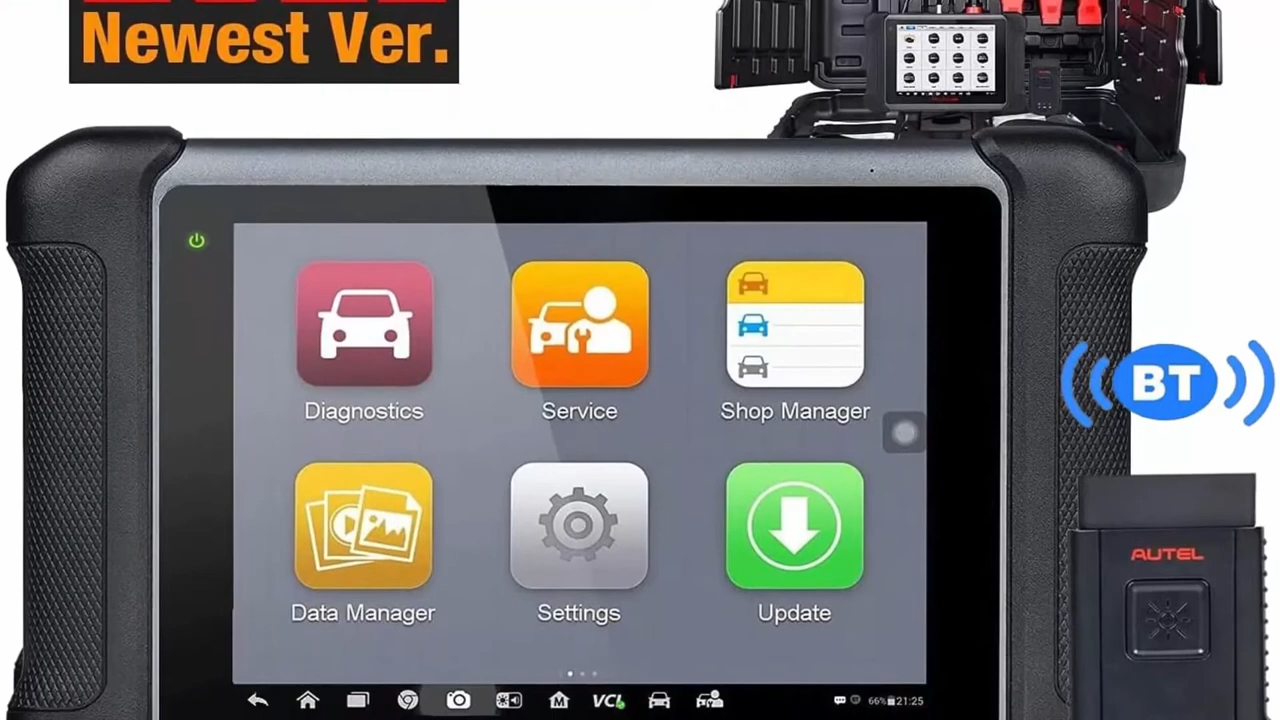 Newest Ver.
Diagnostics
Service
Shop Manager
BT
Data Manager
Settings
Update
AUTEL
VCI
66%
21:25